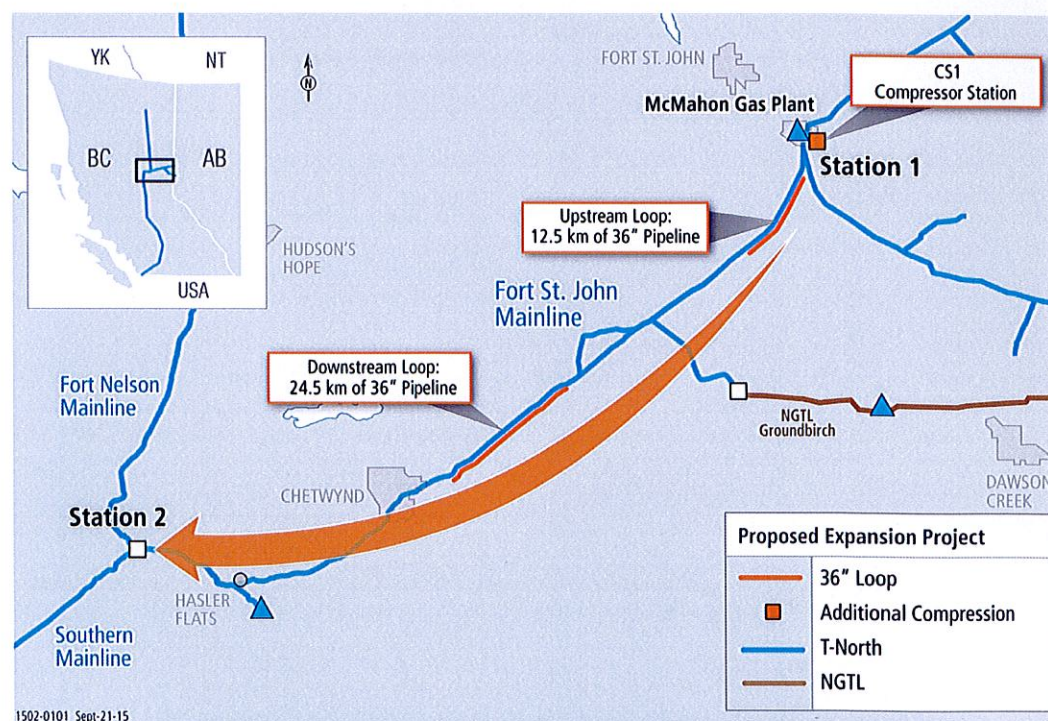 YK
NT
BC
AB
USA
N
FORT ST. JOHN
McMahon Gas Plant
CS1
Compressor Station
Station 1
Upstream Loop:
12.5 km of 36” Pipeline
HUDSON'S
HOPE
Fort St. John
Mainline
Downstream Loop:
24.5 km of 36” Pipeline
Fort Nelson
Mainline
NGTL
Groundbirch
DAWSON
CREEK
CHETWYND
Station 2
HASLER
FLATS
Southern
Mainline
Proposed Expansion Project
36” Loop
Additional Compression
T-North
NGTL
1502-0101 Sept-21-15